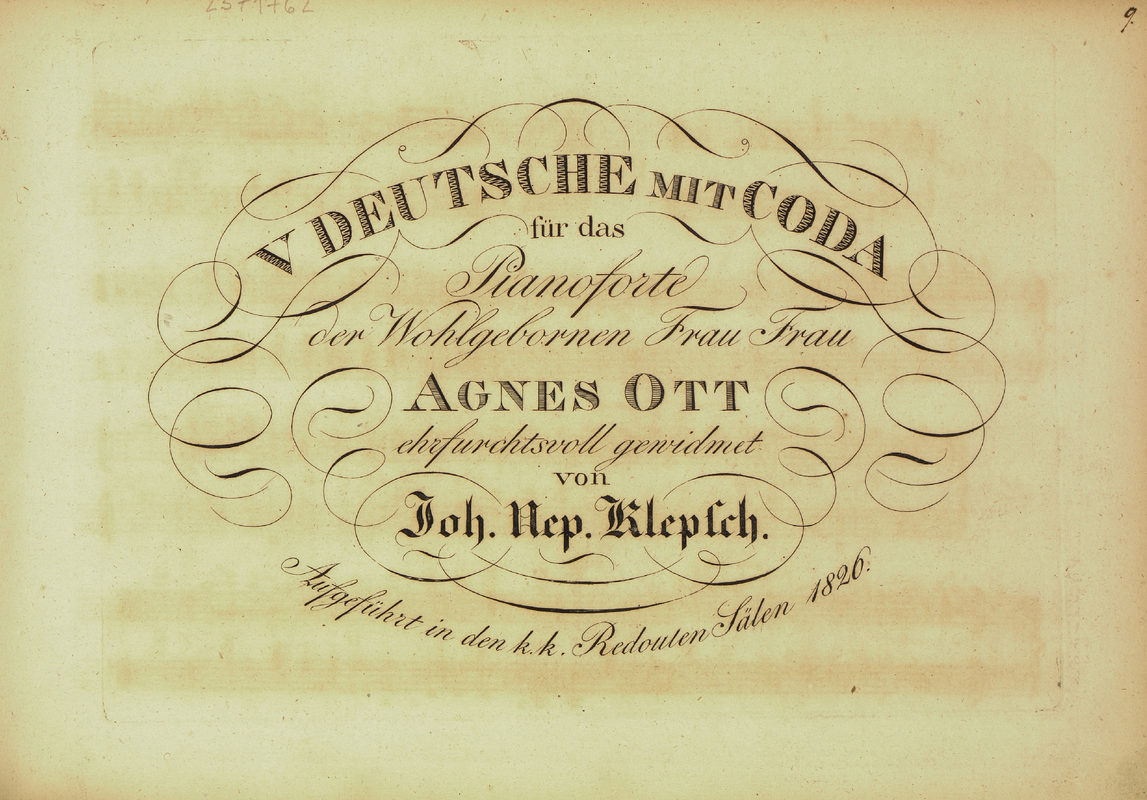 9.
V DEUTSCHE MIT CODA
für das
Pianoforte
der Wohlgebornen Frau Frau
AGNES OTT
ehrfurchtsvoll gewidmet
von
Joh. Nep. Klepsch.
Aufgeführt in den k.k. Redouten Sälen 1826.